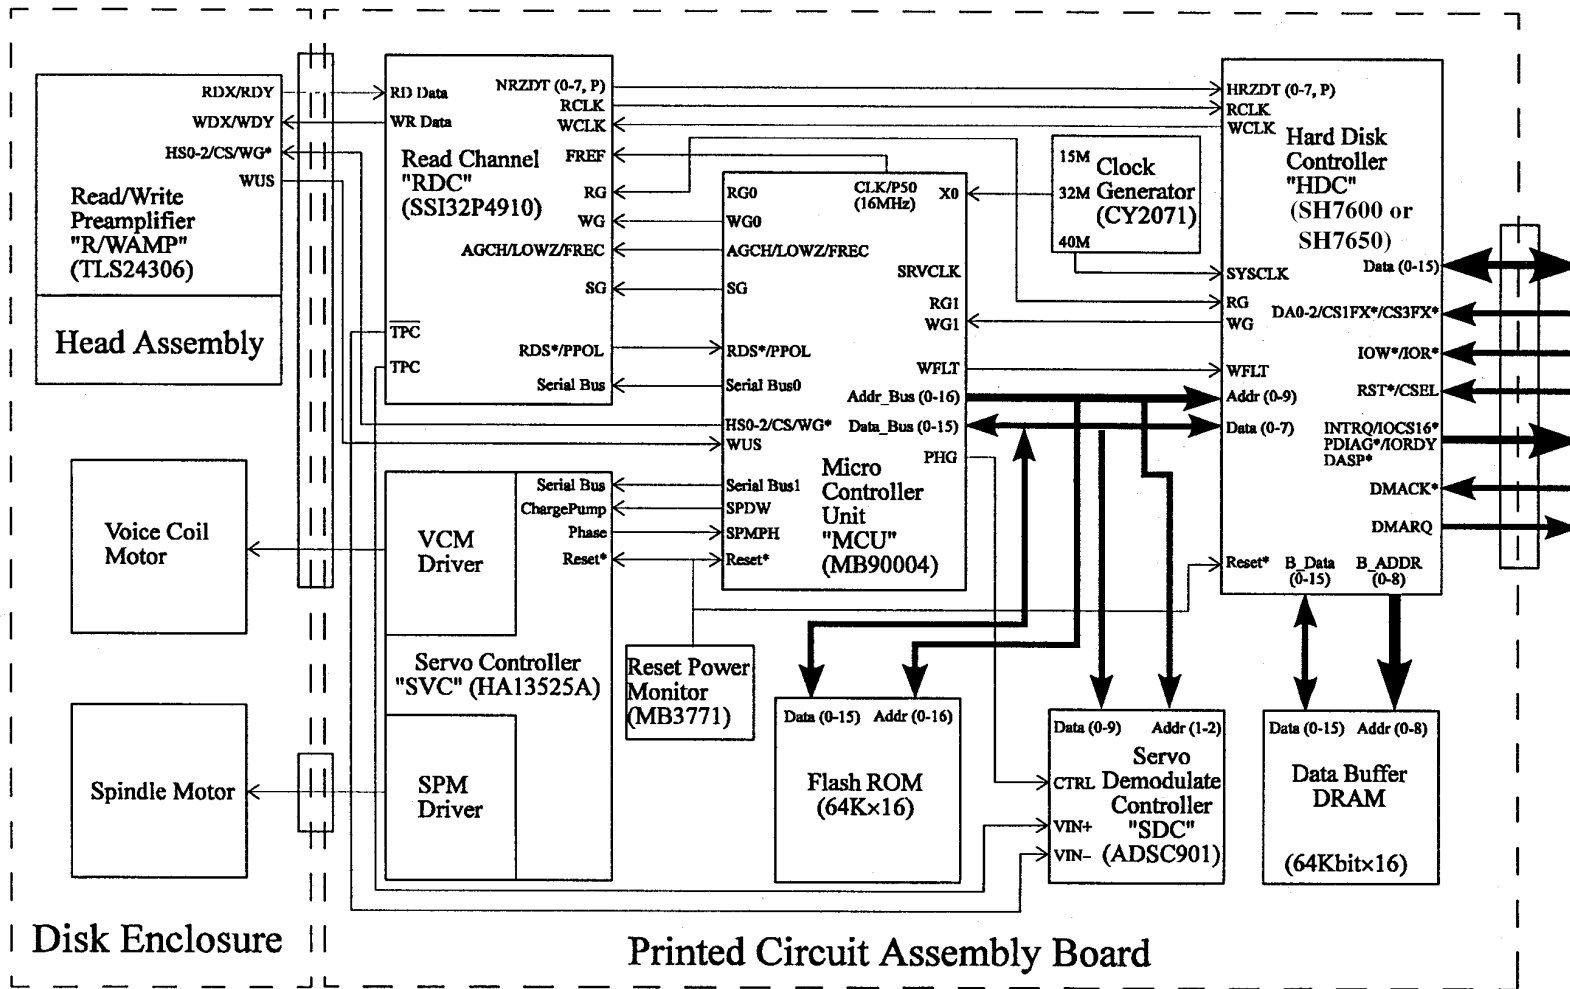 RDX/RDY
WDX/WDY
HS0-2/CS/WG*
WUS
Read/Write
Preamplifier
"R/WAMP"
(TLS24306)
Head Assembly
Voice Coil
Motor
Spindle Motor
Disk Enclosure
RD Data
WR Data
NRZDT (0-7, P)
RCLK
WCLK
FREF
Read Channel
"RDC"
(SSI32P4910)
RG
WG
AGCH/LOWZ/FREC
SG
TPC
TPC
RDS*/PPOL
Serial Bus
VCM
Driver
Serial Bus
ChargePump
Phase
Reset*
Servo Controller
"SVC" (HA13525A)
SPM
Driver
Reset Power
Monitor
(MB3771)
RG0
CLK/P50
(16MHz)
X0
WG0
AGCH/LOWZ/FREC
SRVCLK
SG
RG1
WG1
RDS*/PPOL
WFLT
Serial Bus0
Addr_Bus (0-16)
HS0-2/CS/WG*
Data_Bus (0-15)
WUS
PHG
Serial Bus1
SPDW
SPMPH
Reset*
Micro
Controller
Unit
"MCU"
(MB90004)
15M
32M
40M
Clock
Generator
(CY2071)
HRZDT (0-7, P)
RCLK
WCLK
Hard Disk
Controller
"HDC"
(SH7600 or
SH7650)
Data (0-15)
SYSCLK
RG
DA0-2/CS1FX*/CS3FX*
WG
IOW*/IOR*
WFLT
RST*/CSEL
Addr (0-9)
Data (0-7)
INTRQ/IOCS16*
PDIAG*/IORDY
DASP*
DMACK*
DMARQ
Reset*
B_Data
(0-15)
B_ADDR
(0-8)
Data (0-15) Addr (0-16)
Flash ROM
(64K×16)
Data (0-9) Addr (1-2)
Servo
Demodulate
Controller
"SDC"
(ADSC901)
CTRL
VIN+
VIN−
Data (0-15) Addr (0-8)
Data Buffer
DRAM
(64Kbit×16)
Printed Circuit Assembly Board